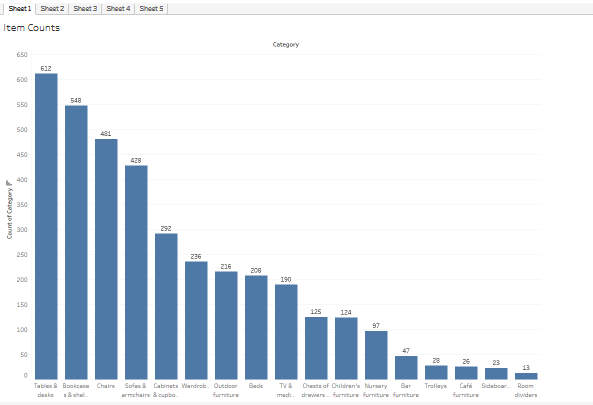 Sheet 1 Sheet 2 Sheet 3 Sheet 4 Sheet 5
Item Counts
Category
650
600
550
500
450
400
350
300
250
200
150
100
50
0
Count of Category
612
548
481
428
292
236
216
208
190
125
124
97
47
28
26
23
13
Tables &
desks
Bookcase
s & shel..
Chairs
Sofas &
armchairs
Cabinets
& cupbo..
Wardrob..
Outdoor
furniture
Beds
TV &
medi..
Chests of
drawers ..
Children's
furniture
Nursery
furniture
Bar
furniture
Trolleys
Café
furniture
Sideboar..
Room
dividers